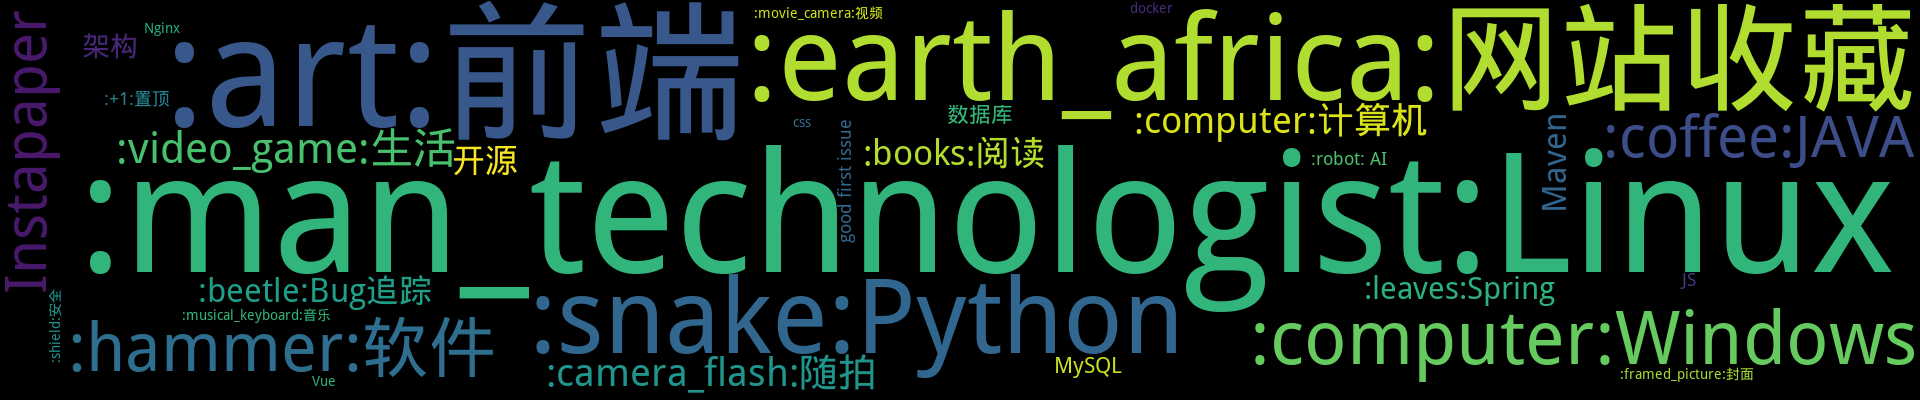 Instapaper
架构
Nginx
:+1:置顶
:art:前端
:movie_camera:视频
docker
:earth_africa:网站收藏
数据库
:computer:计算机
:coffee:JAVA
:video_game:生活
开源
css
good first issue
:books:阅读
:robot: AI
Maven
:man_technologist:Linux
:beetle:Bug追踪
:leaves:Spring
JS
:shield:安全
:musical_keyboard:音乐
:hammer:软件
:snake:Python
:computer:Windows
Vue
:camera_flash:随拍
MySQL
:framed_picture:封面